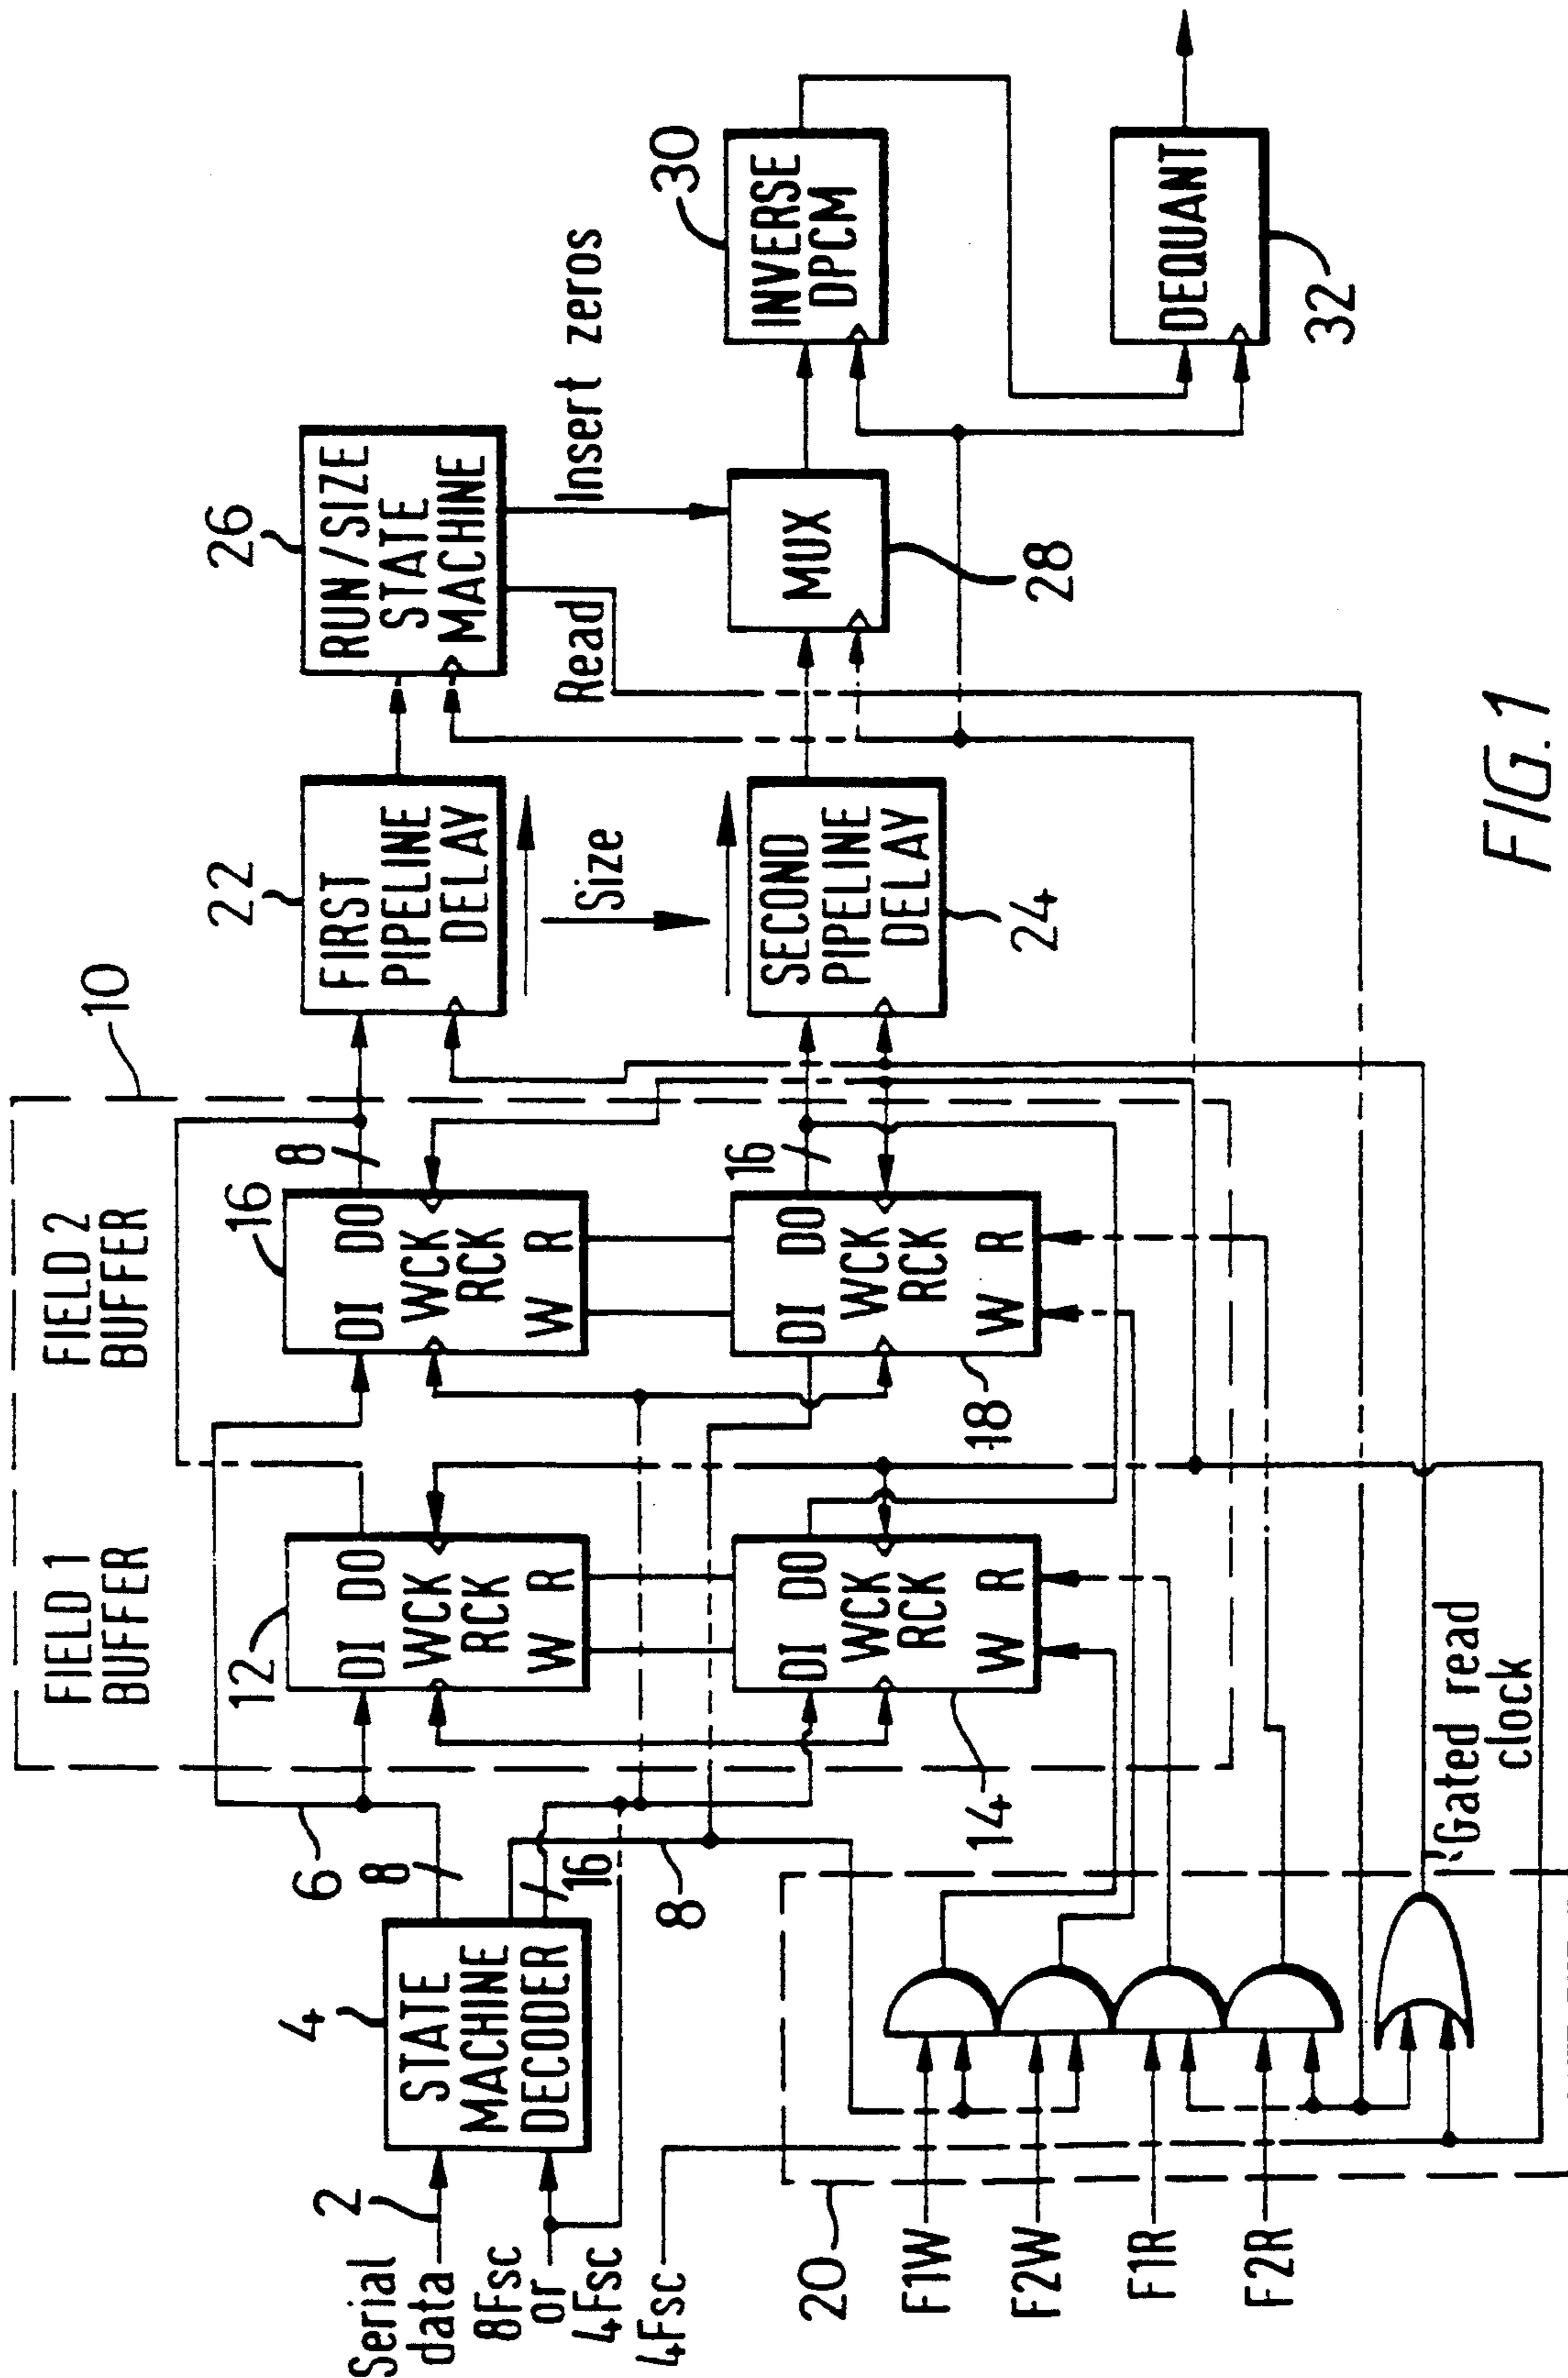 Serial
data
2
8Fsc
or
4Fsc
4Fsc
4
STATE
MACHINE
DECODER
6
8
16
8
10
FIELD 1
BUFFER
FIELD 2
BUFFER
12
DI DO
WCK
RCK
W R
14
DI DO
WCK
RCK
W R
16
DI DO
WCK
RCK
W R
8
18
DI DO
WCK
RCK
W R
16
20
F1W
F2W
F1R
F2R
Gated read
clock
22
FIRST
PIPELINE
DELAY
Size
SECOND
PIPELINE
DELAY
24
26
RUN/SIZE
STATE
MACHINE
Read
Insert zeros
MUX
28
30
INVERSE
DPCM
DEQUANT
32
FIG. 1